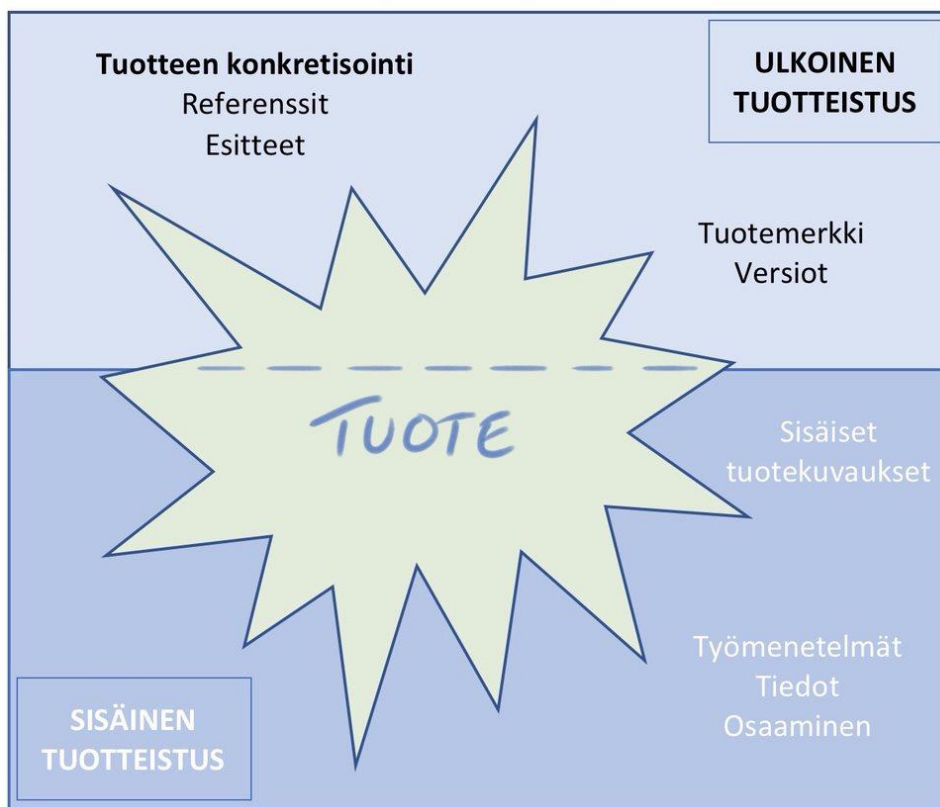 Tuotteen konkretisointi
Referenssit
Esitteet
ULKOINEN
TUOTTEISTUS
Tuotemerkki
Versiot
TUOTE
Sisäiset
tuotekuvaukset
Työmenetelmät
Tiedot
Osaaminen
SISÄINEN
TUOTTEISTUS